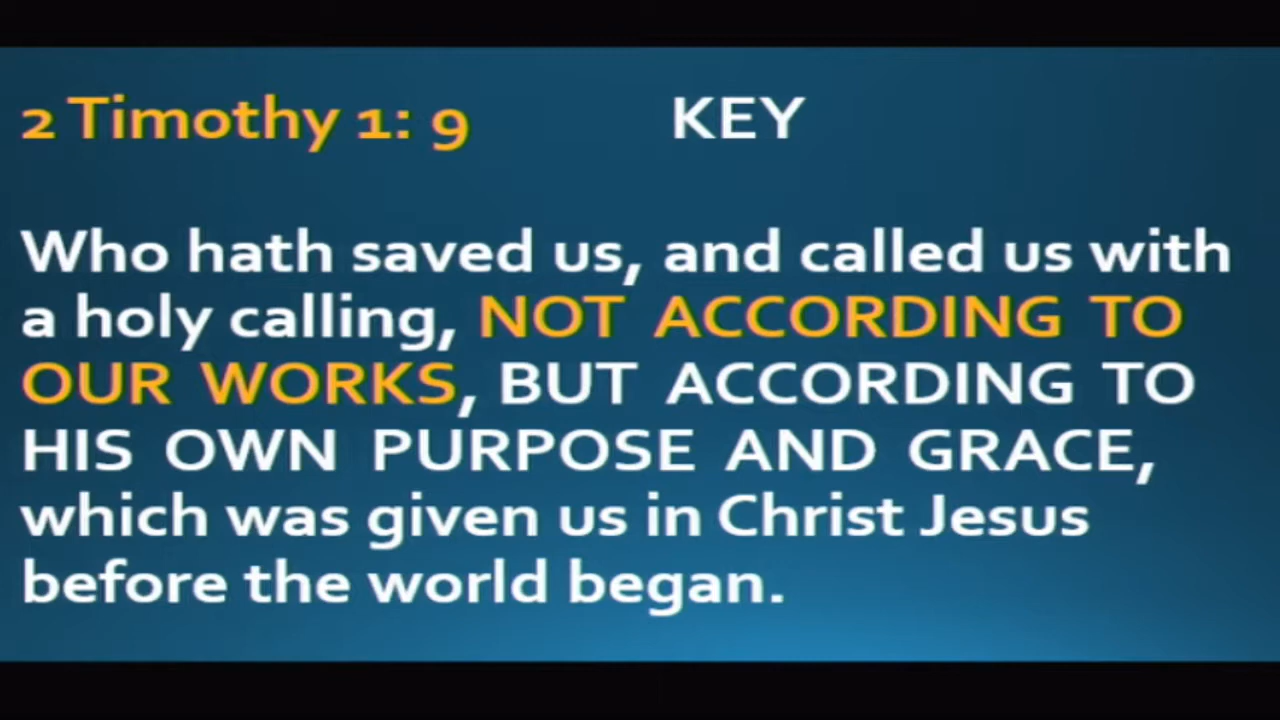 2 Timothy 1: 9 KEY
Who hath saved us, and called us with
a holy calling, NOT ACCORDING TO
OUR WORKS, BUT ACCORDING TO
HIS OWN PURPOSE AND GRACE,
which was given us in Christ Jesus
before the world began.